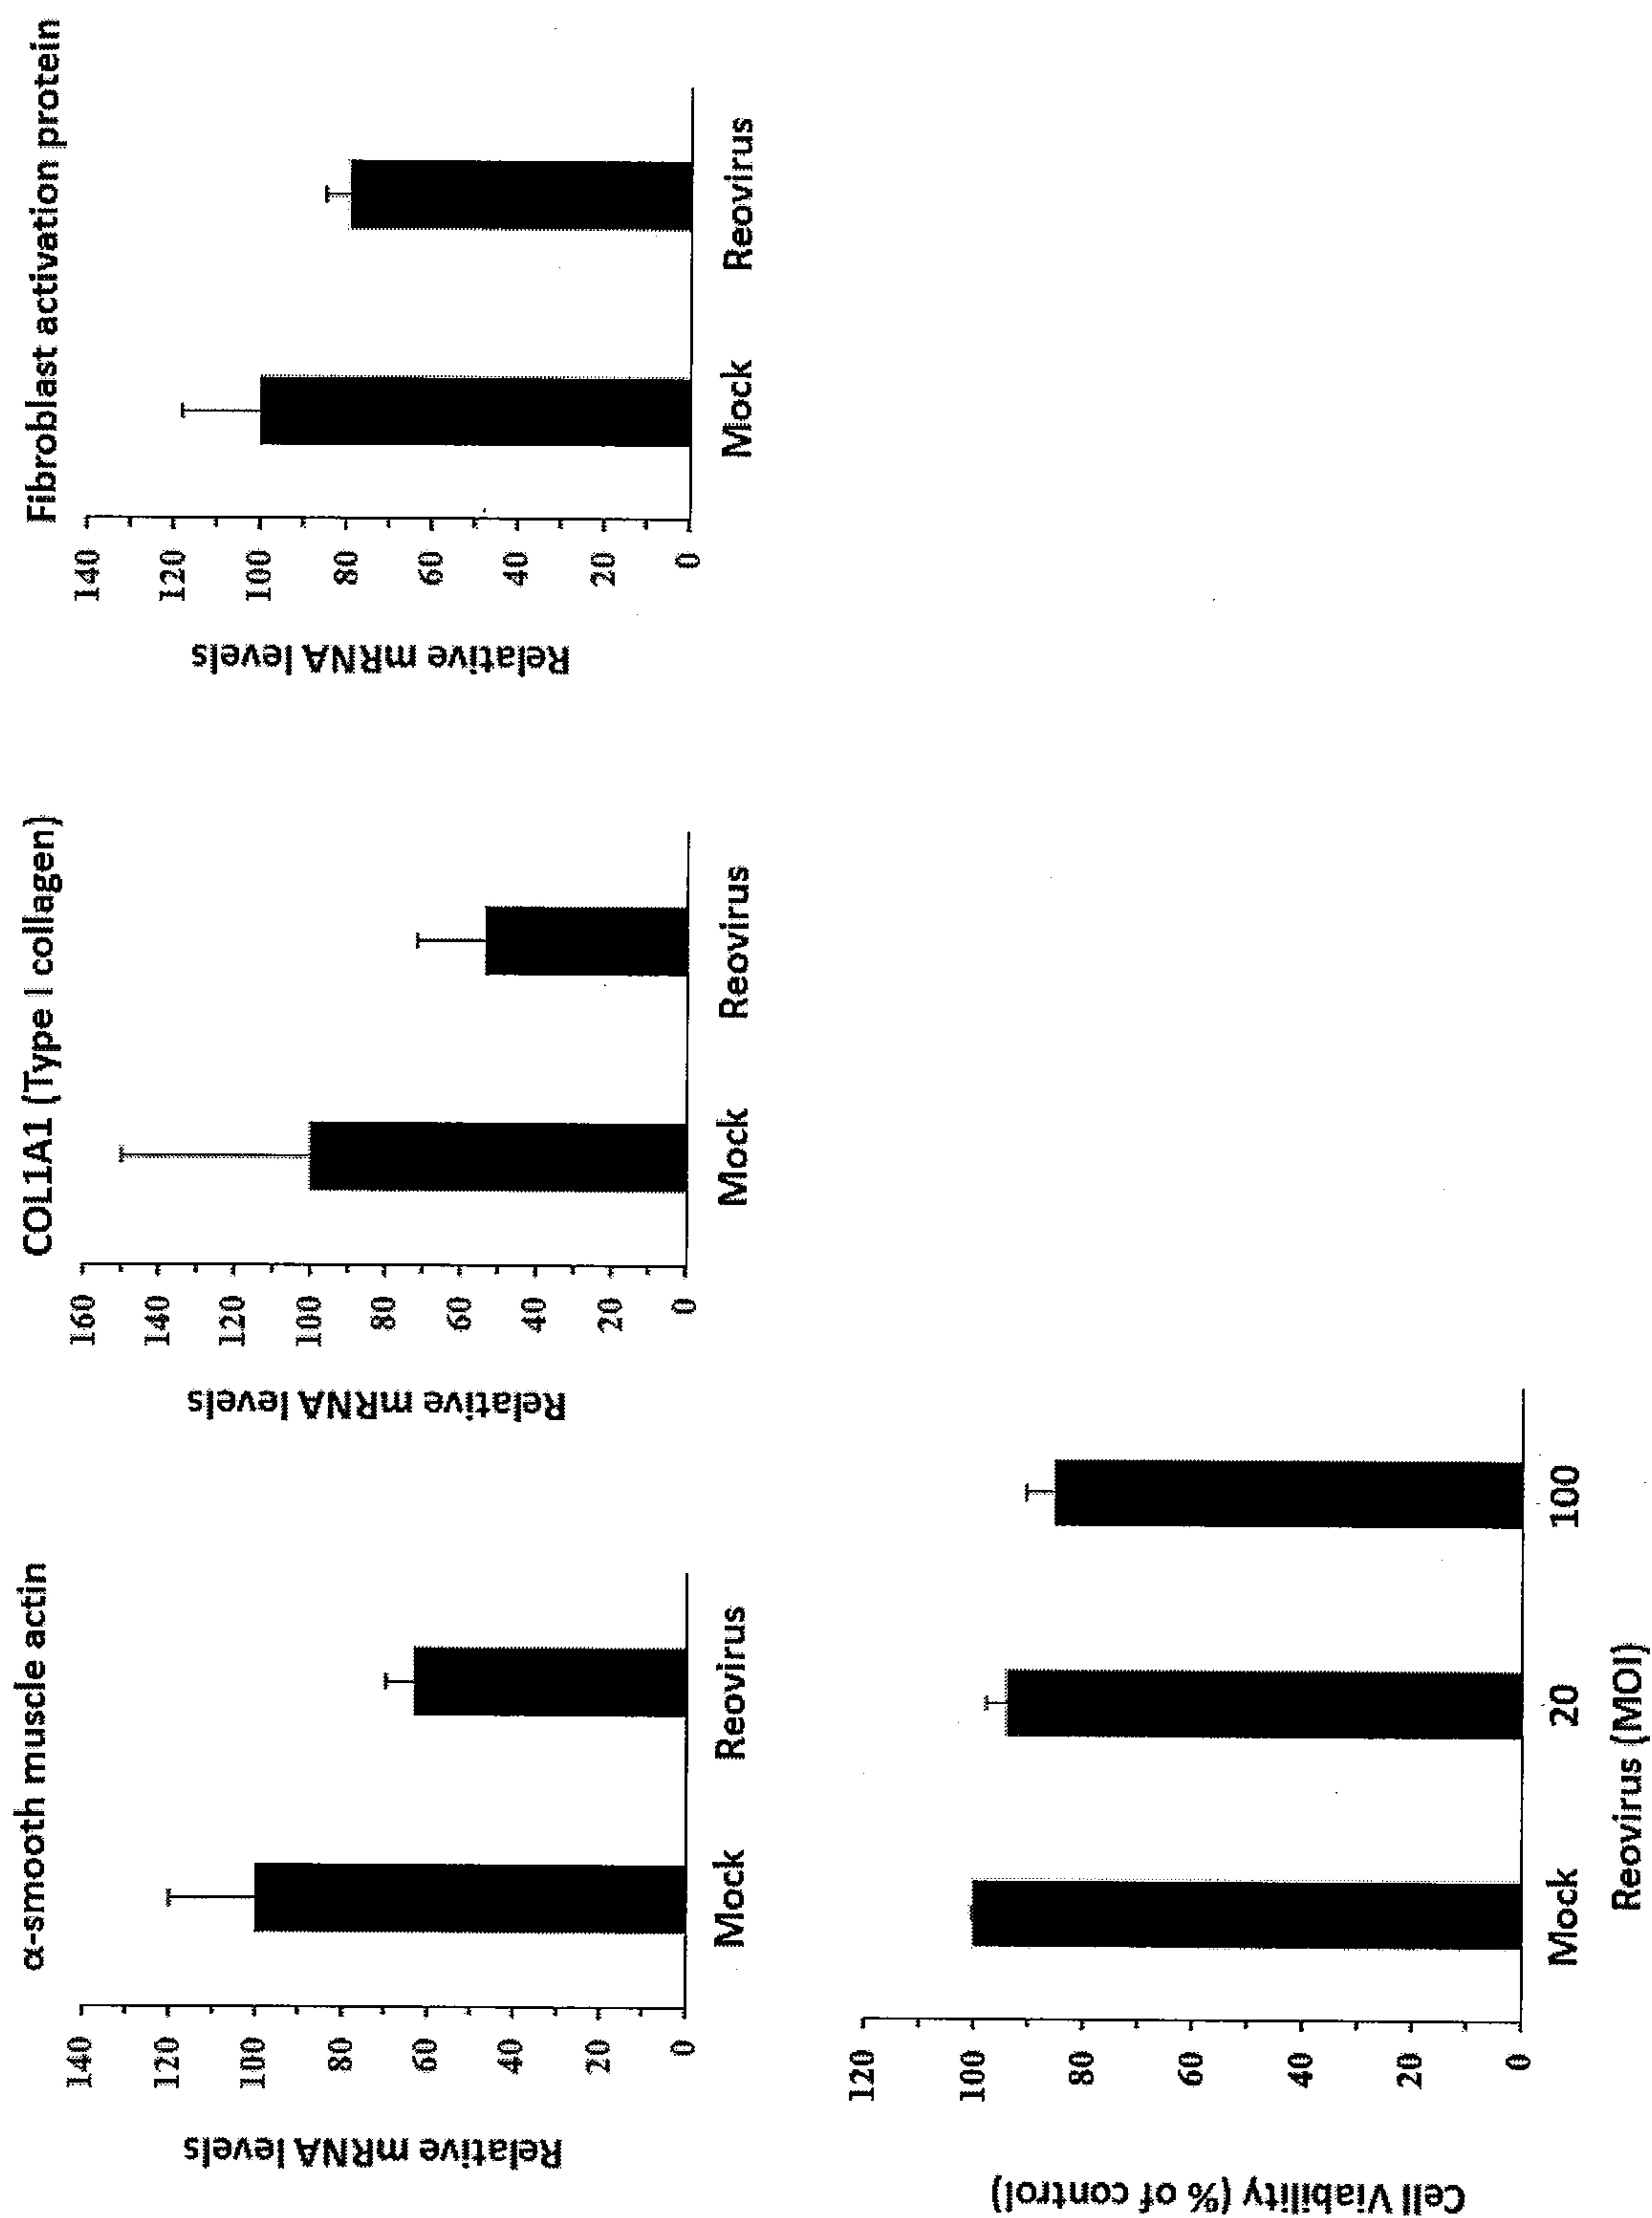 α-smooth muscle actin
Relative mRNA levels
140
120
100
80
60
40
20
0
Mock Reovirus
COL1A1 (Type I collagen)
Relative mRNA levels
160
140
120
100
80
60
40
20
0
Mock Reovirus
Fibroblast activation protein
Relative mRNA levels
140
120
100
80
60
40
20
0
Mock Reovirus
Cell Viability (% of control)
120
100
80
60
40
20
0
Mock 20 100
Reovirus (MOI)